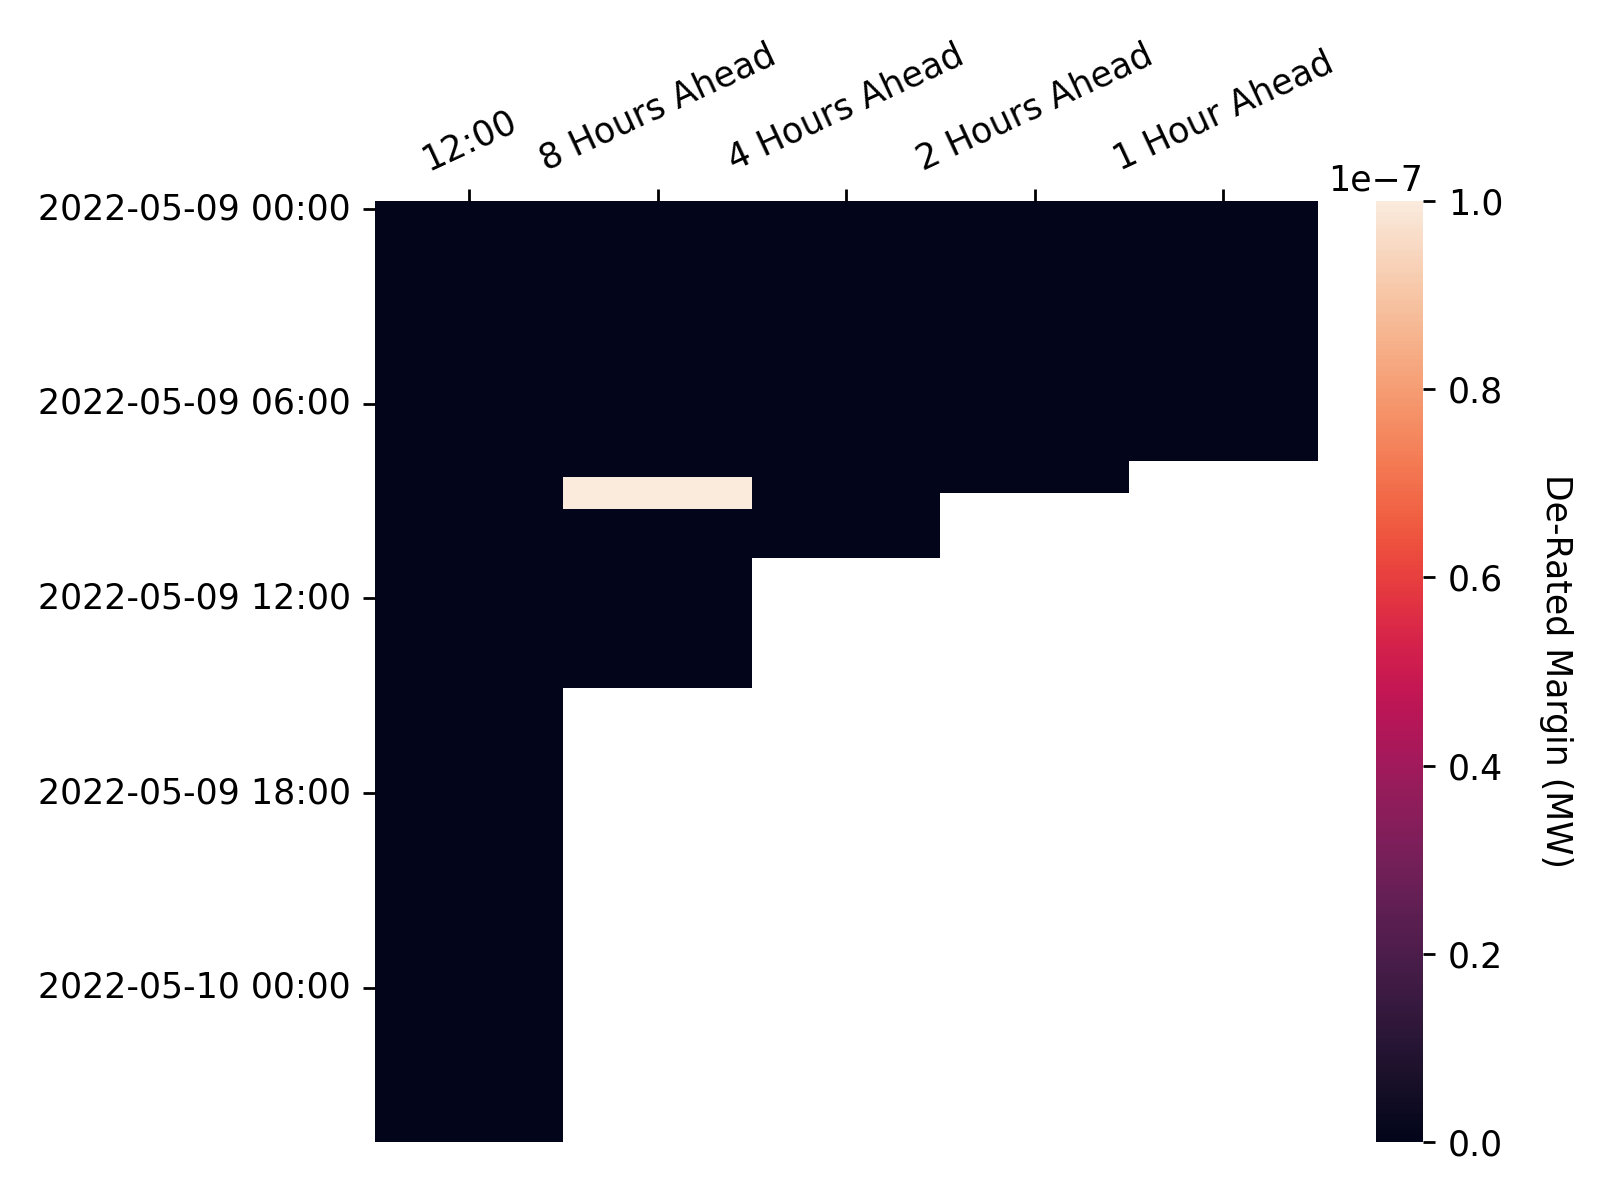 12:00
8 Hours Ahead
4 Hours Ahead
2 Hours Ahead
1 Hour Ahead
2022-05-09 00:00
2022-05-09 06:00
2022-05-09 12:00
2022-05-09 18:00
2022-05-10 00:00
1e−7
1.0
0.8
0.6
0.4
0.2
0.0
De-Rated Margin (MW)